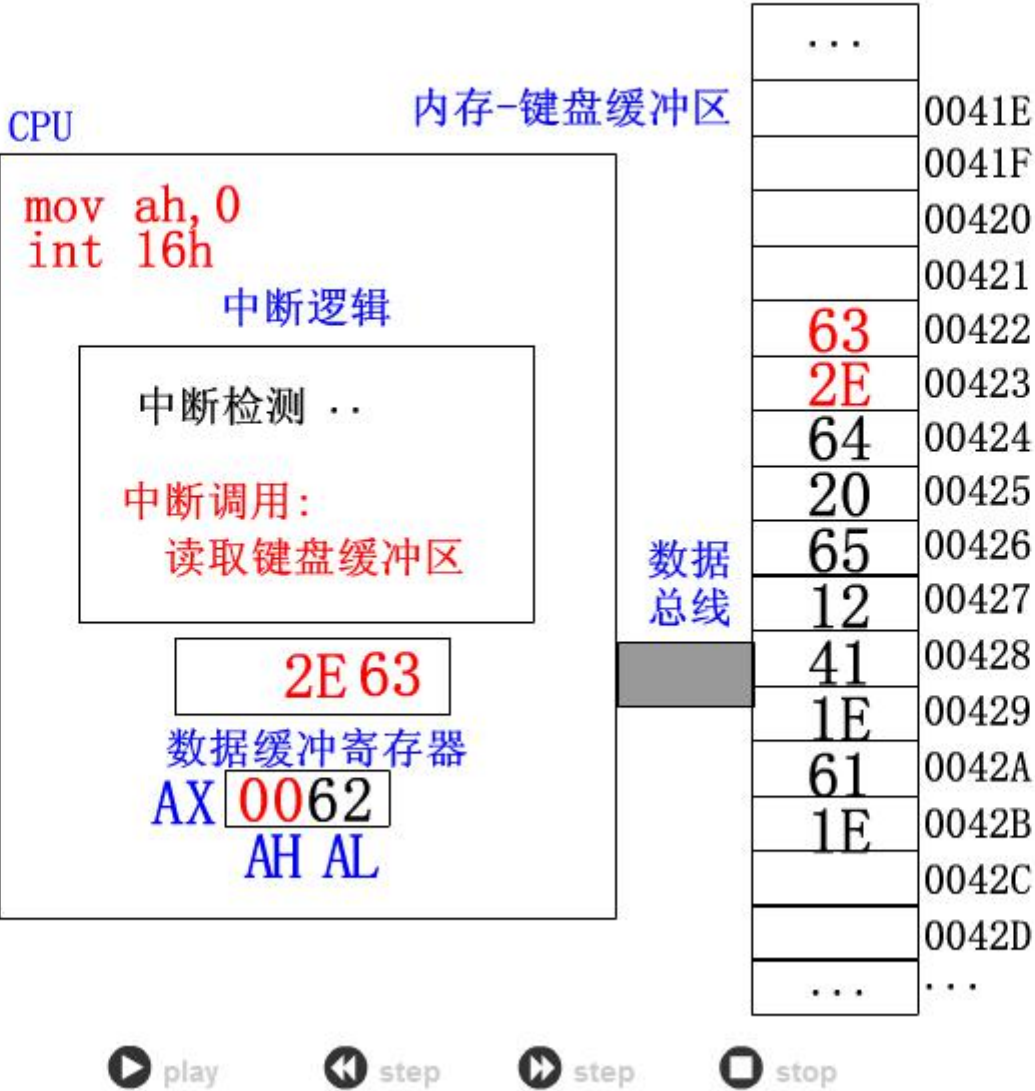 ...
内存-键盘缓冲区
0041E
CPU
0041F
mov ah,0
00420
int 16h
00421
中断逻辑
63 00422
2E 00423
中断检测 ..
64 00424
20 00425
中断调用:
读取键盘缓冲区
65 00426
数据
总线
12 00427
41 00428
2E 63
1E 00429
数据缓冲寄存器
61 0042A
AX 0062
1E 0042B
AH AL
0042C
0042D
... ...
play step step stop